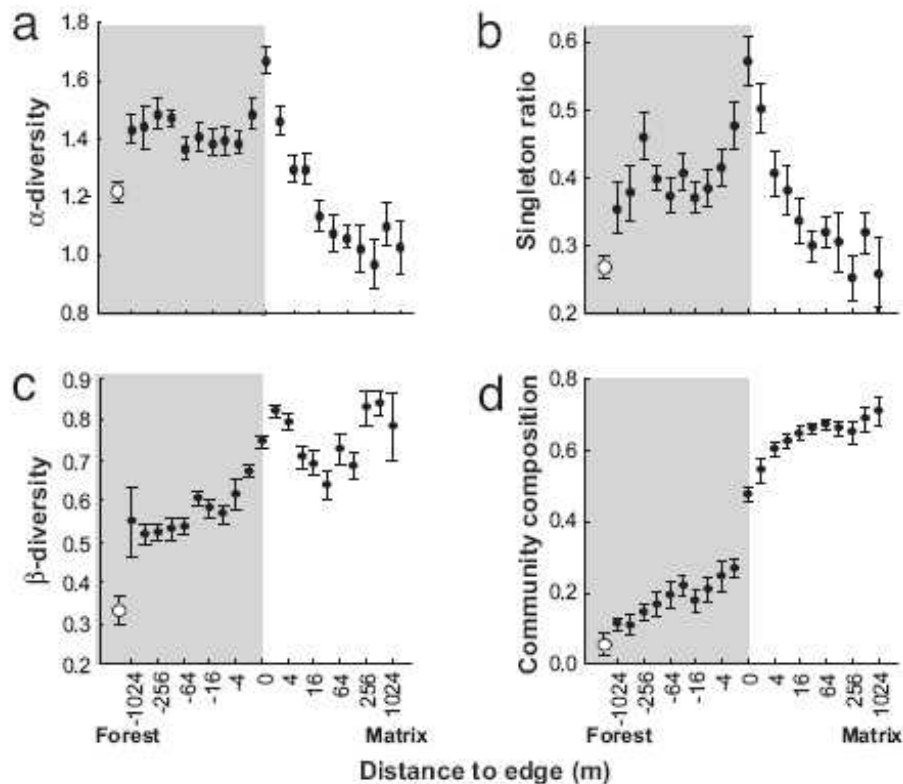 a
α-diversity
1.8
1.6
1.4
1.2
1.0
0.8
b
Singleton ratio
0.6
0.5
0.4
0.3
0.2
c
β-diversity
0.9
0.8
0.7
0.6
0.5
0.4
0.3
0.2
-1024 -256 -64 -16 -4 0 4 16 64 256 1024
Forest Matrix
d
Community composition
0.8
0.6
0.4
0.2
0.0
-1024 -256 -64 -16 -4 0 4 16 64 256 1024
Forest Matrix
Distance to edge (m)